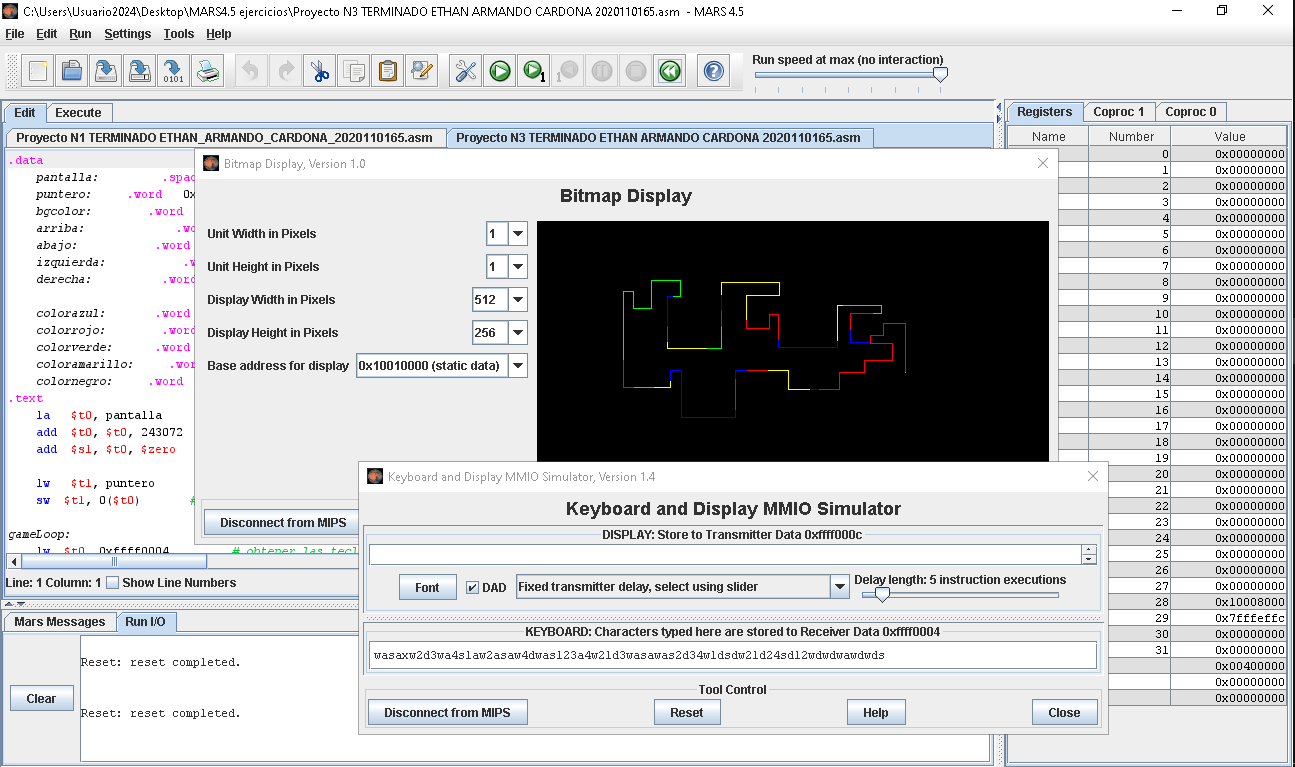 C:\Users\Usuario2024\Desktop\MARS4.5 ejercicios\Proyecto N3 TERMINADO ETHAN ARMANDO CARDONA 2020110165.asm - MARS 4.5
File Edit Run Settings Tools Help
Run speed at max (no interaction)
Edit Execute
Proyecto N1 TERMINADO ETHAN_ARMANDO_CARDONA_2020110165.asm Proyecto N3 TERMINADO ETHAN ARMANDO CARDONA 2020110165.asm
.data
pantalla: .spac
puntero: .word 0x
bgcolor: .word
arriba: .wo
abajo: .word
izquierda: .w
derecha: .word
colorazul: .word
colorrojo: .word
colorverde: .word
coloramarillo: .wo
colornegro: .word
.text
la $t0, pantalla
add $t0, $t0, 243072
add $s1, $t0, $zero
lw $t1, puntero
sw $t1, 0($t0) #
gameLoop:
lw $t0, 0xffff0004 # obtener las tecl
Line: 1 Column: 1 Show Line Numbers
Mars Messages Run I/O
Reset: reset completed.
Reset: reset completed.
Clear
Bitmap Display, Version 1.0
Bitmap Display
Unit Width in Pixels 1
Unit Height in Pixels 1
Display Width in Pixels 512
Display Height in Pixels 256
Base address for display 0x10010000 (static data)
Disconnect from MIPS
Keyboard and Display MMIO Simulator, Version 1.4
Keyboard and Display MMIO Simulator
DISPLAY: Store to Transmitter Data 0xffff000c
Font DAD Fixed transmitter delay, select using slider Delay length: 5 instruction executions
KEYBOARD: Characters typed here are stored to Receiver Data 0xffff0004
wasaxw2d3wa4s1aw2asaw4dwas123a4w21d3wasawas2d34w1dsdw21d24sd12wdwdwawdwds
Tool Control
Disconnect from MIPS Reset Help Close
Registers Coproc 1 Coproc 0
Name Number Value
0 0x00000000
1 0x00000000
2 0x00000000
3 0x00000000
4 0x00000000
5 0x00000000
6 0x00000000
7 0x00000000
8 0x00000000
9 0x00000000
10 0x00000000
11 0x00000000
12 0x00000000
13 0x00000000
14 0x00000000
15 0x00000000
16 0x00000000
17 0x00000000
18 0x00000000
19 0x00000000
20 0x00000000
21 0x00000000
22 0x00000000
23 0x00000000
24 0x00000000
25 0x00000000
26 0x00000000
27 0x00000000
28 0x10008000
29 0x7fffeffc
30 0x00000000
31 0x00000000
0x00400000
0x00000000
0x00000000